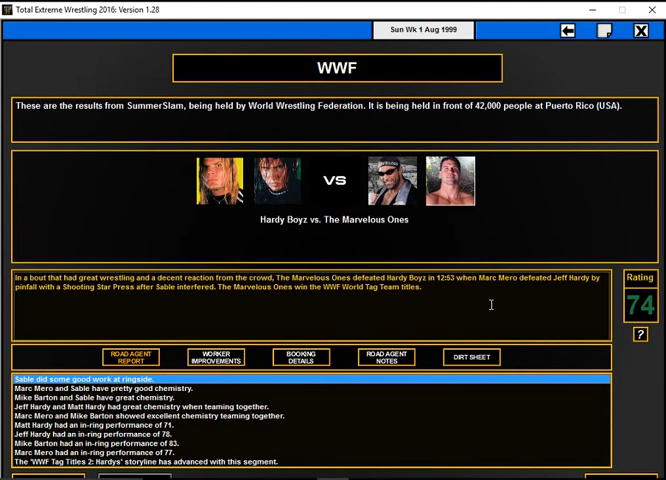 Total Extreme Wrestling 2016: Version 1.28
Sun Wk 1 Aug 1999
WWF
These are the results from SummerSlam, being held by World Wrestling Federation. It is being held in front of 42,000 people at Puerto Rico (USA).
VS
Hardy Boyz vs. The Marvelous Ones
In a bout that had great wrestling and a decent reaction from the crowd, The Marvelous Ones defeated Hardy Boyz in 12:53 when Marc Mero defeated Jeff Hardy by
pinfall with a Shooting Star Press after Sable interfered. The Marvelous Ones win the WWF World Tag Team titles.
Rating
74
?
ROAD AGENT
REPORT
WORKER
IMPROVEMENTS
BOOKING
DETAILS
ROAD AGENT
NOTES
DIRT SHEET
Sable did some good work at ringside.
Marc Mero and Sable have pretty good chemistry.
Mike Barton and Sable have great chemistry.
Jeff Hardy and Matt Hardy had great chemistry when teaming together.
Marc Mero and Mike Barton showed excellent chemistry teaming together.
Matt Hardy had an in-ring performance of 71.
Jeff Hardy had an in-ring performance of 78.
Mike Barton had an in-ring performance of 83.
Marc Mero had an in-ring performance of 77.
The 'WWF Tag Titles 2: Hardys' storyline has advanced with this segment.